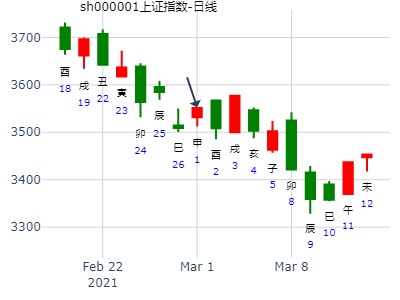 sh000001上证指数-日线
3700
3600
3500
3400
3300
酉
18
戌
19
丑
22
寅
23
卯
24
辰
25
巳
26
申
1
酉
2
戌
3
亥
4
子
5
卯
8
辰
9
巳
10
午
11
未
12
Feb 22
2021
Mar 1
Mar 8